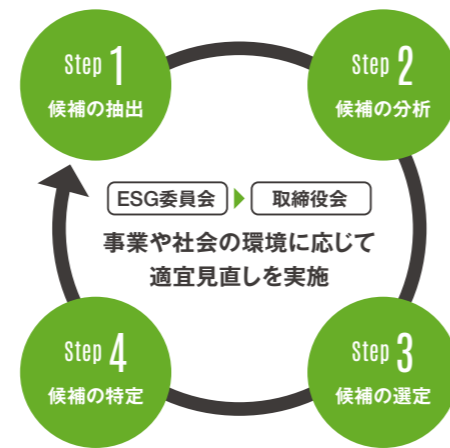 Step 1
候補の抽出
Step 2
候補の分析
ESG委員会
取締役会
事業や社会の環境に応じて
適宜見直しを実施
Step 4
候補の特定
Step 3
候補の選定